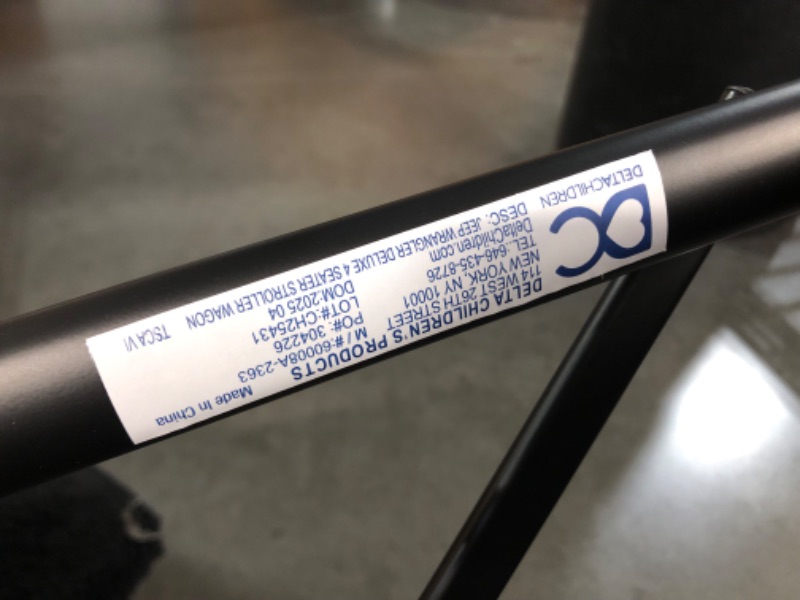 DC
DELTACHILDREN
DELTA CHILDREN'S PRODUCTS
114 WEST 26TH STREET
NEW YORK, NY 10001
TEL.:646-435-8726
DeltaChildren.com
DESC: JEEP WRANGLER DELUXE 4 SEATER STROLLER WAGON TSCA VI
Made In China
M / #:60008A-2363
PO#: 304226
LOT#:CH25431
DOM:2025 04